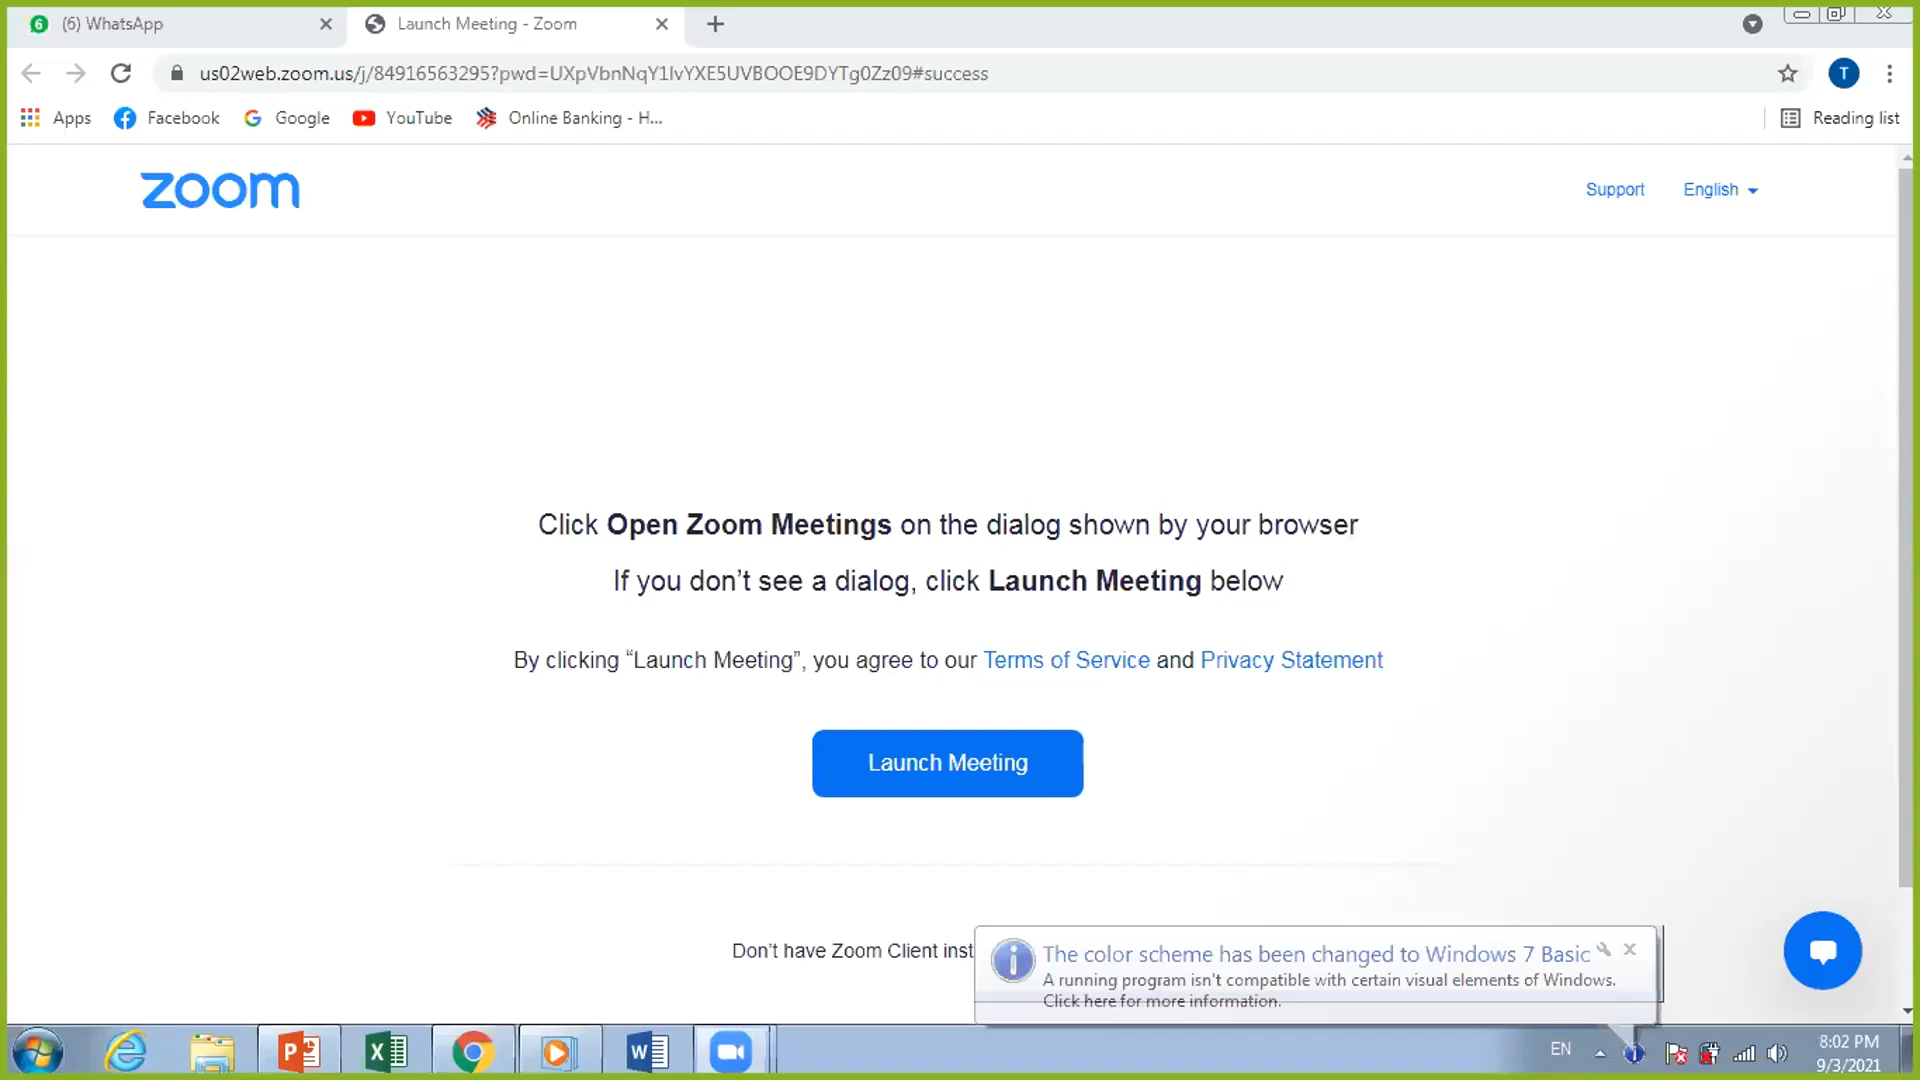 (6) WhatsApp
Launch Meeting - Zoom
us02web.zoom.us/j/84916563295?pwd=UXpVbnNqY1lvYXE5UVBOOE9DYTg0Zz09#success
T
Apps
Facebook
Google
YouTube
Online Banking - H...
Reading list
zoom
Support
English
Click Open Zoom Meetings on the dialog shown by your browser
If you don’t see a dialog, click Launch Meeting below
By clicking “Launch Meeting”, you agree to our Terms of Service and Privacy Statement
Launch Meeting
Don’t have Zoom Client inst
The color scheme has been changed to Windows 7 Basic
A running program isn't compatible with certain visual elements of Windows.
Click here for more information.
EN
8:02 PM
9/3/2021